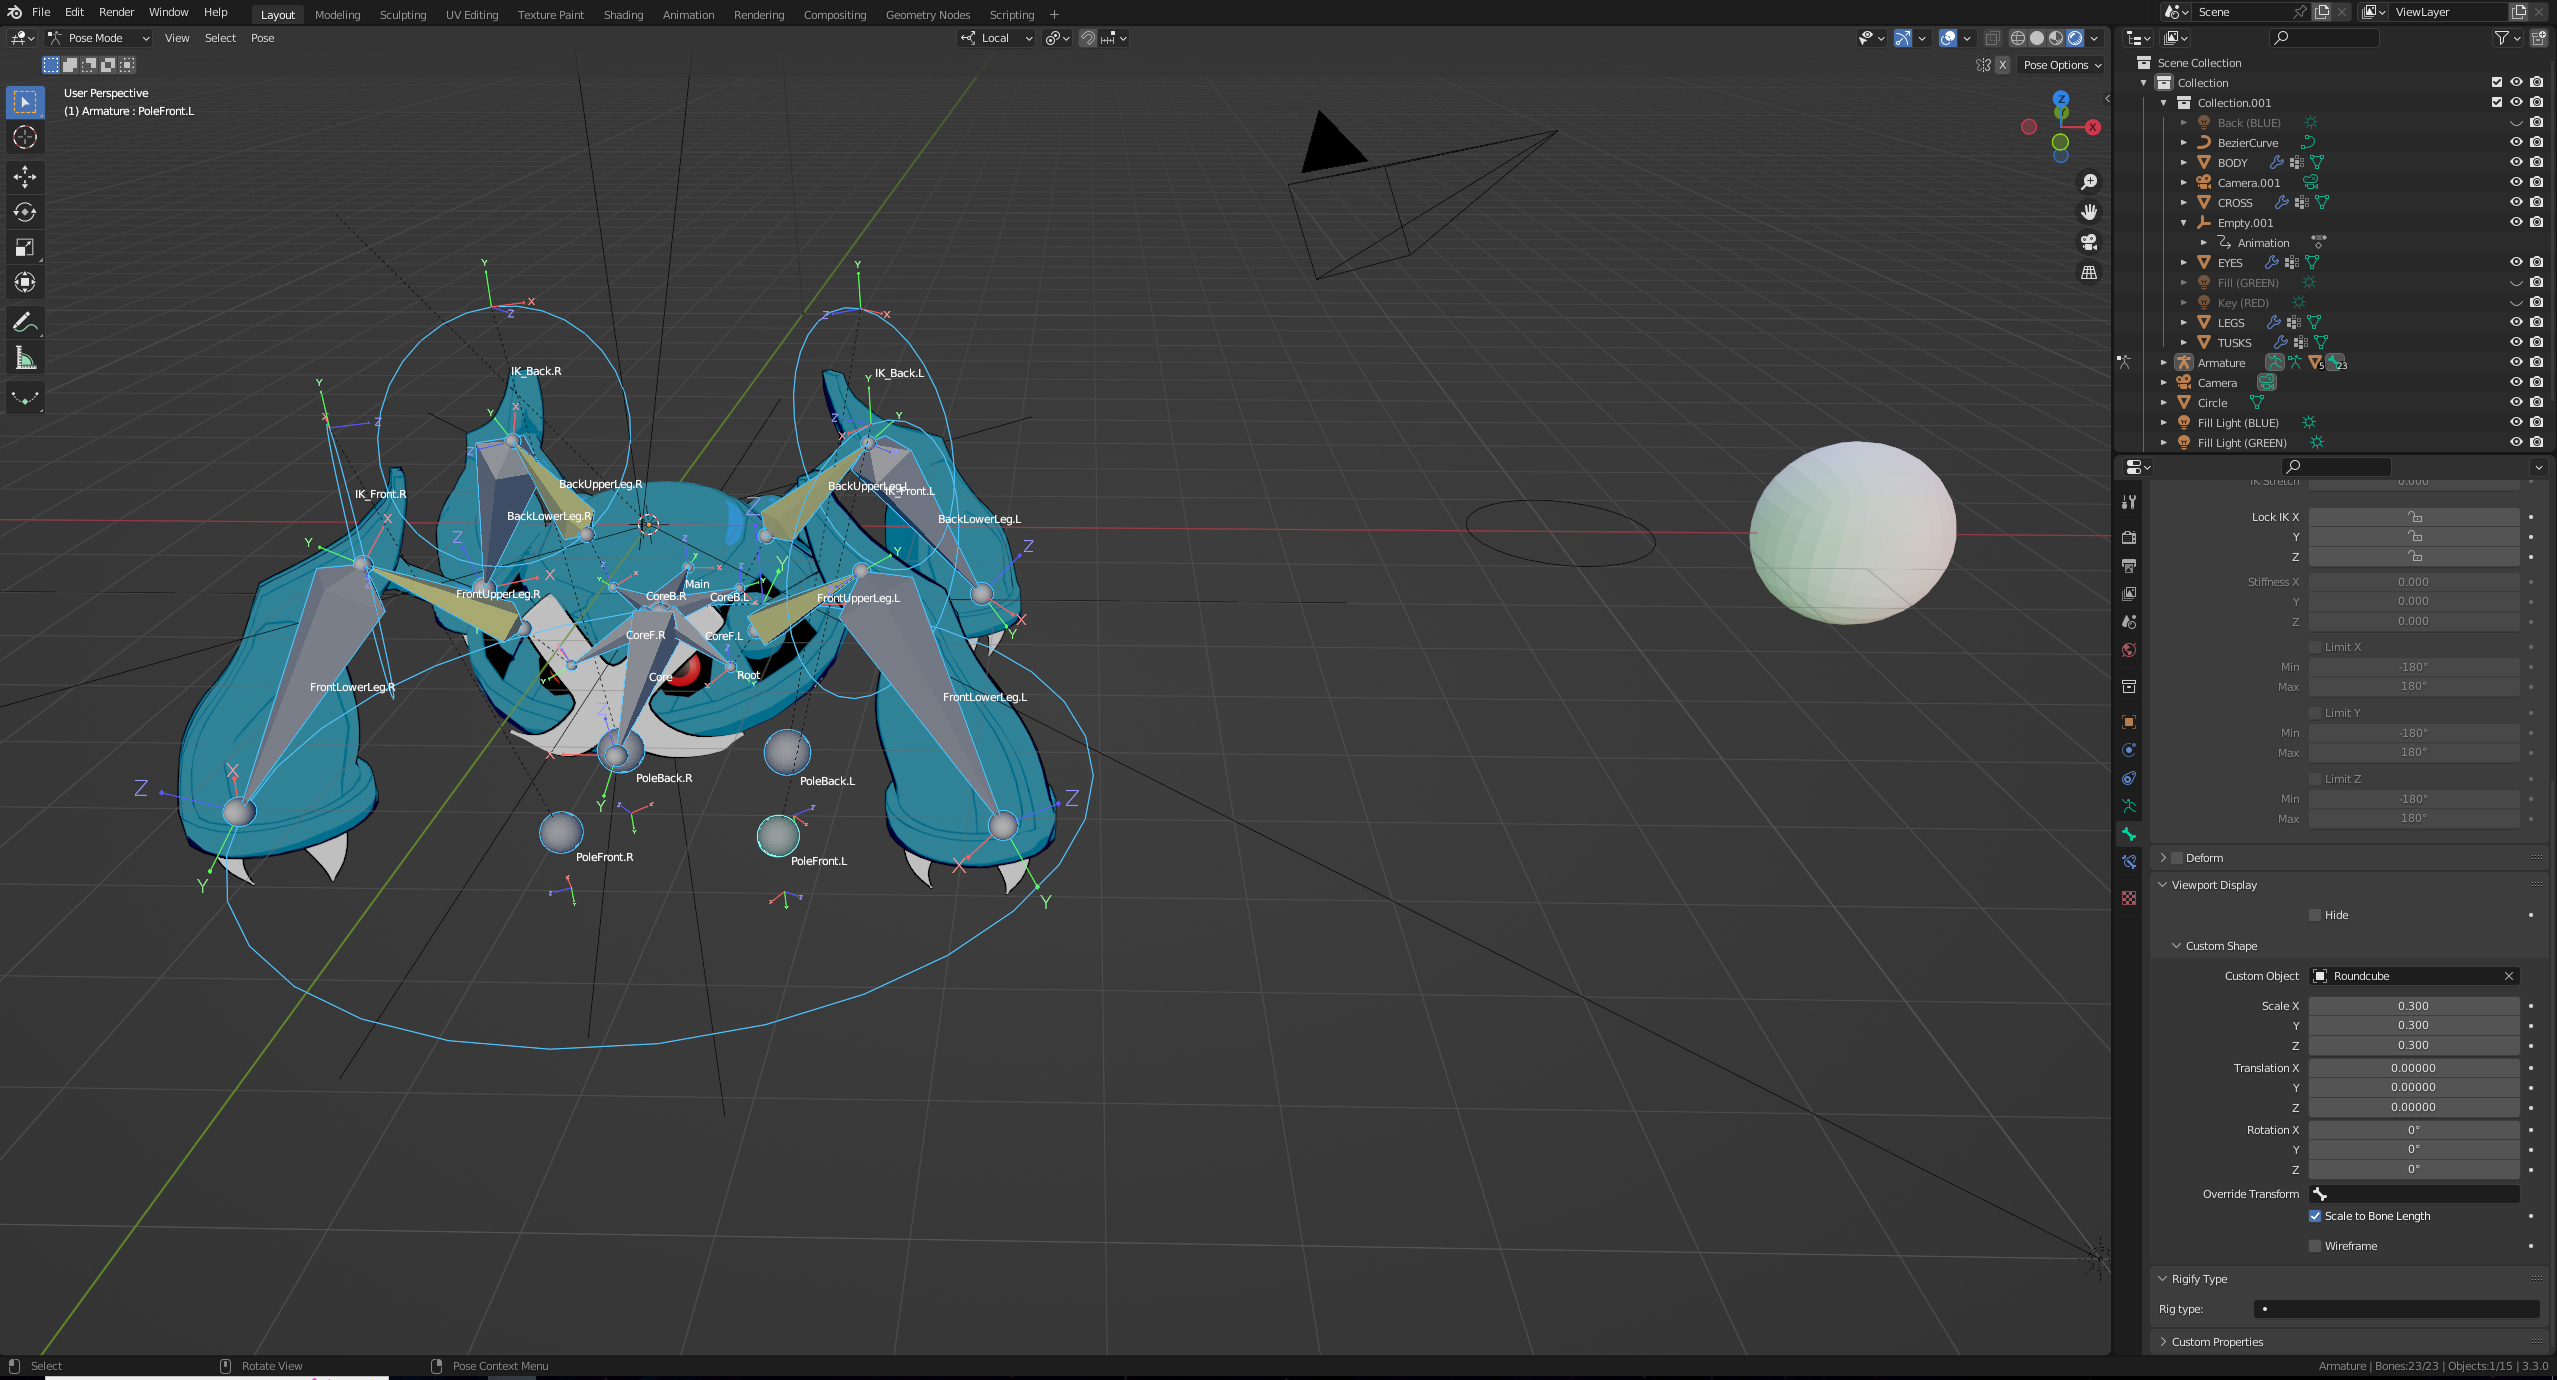 File Edit Render Window Help
Layout Modeling Sculpting UV Editing Texture Paint Shading Animation Rendering Compositing Geometry Nodes Scripting +
Scene
ViewLayer
Pose Mode View Select Pose
Local
X Pose Options
User Perspective
(1) Armature : PoleFront.L
Z
X
IK_Back.R
IK_Back.L
BackUpperLeg.R
BackUpperLeg.L
IK_Front.R
IK_Front.L
BackLowerLeg.R
BackLowerLeg.L
Main
FrontUpperLeg.R
CoreB.R
CoreB.L
FrontUpperLeg.L
CoreF.R
CoreF.L
Core
Root
FrontLowerLeg.R
FrontLowerLeg.L
PoleBack.R
PoleBack.L
PoleFront.R
PoleFront.L
Scene Collection
Collection
Collection.001
Back (BLUE)
BezierCurve
BODY
Camera.001
CROSS
Empty.001
Animation
EYES
Fill (GREEN)
Key (RED)
LEGS
TUSKS
Armature 5 23
Camera
Circle
Fill Light (BLUE)
Fill Light (GREEN)
IK Stretch 0.000
Lock IK X
Y
Z
Stiffness X 0.000
Y 0.000
Z 0.000
Limit X
Min -180°
Max 180°
Limit Y
Min -180°
Max 180°
Limit Z
Min -180°
Max 180°
Deform
Viewport Display
Hide
Custom Shape
Custom Object Roundcube
Scale X 0.300
Y 0.300
Z 0.300
Translation X 0.00000
Y 0.00000
Z 0.00000
Rotation X 0°
Y 0°
Z 0°
Override Transform
Scale to Bone Length
Wireframe
Rigify Type
Rig type:
Custom Properties
Select Rotate View Pose Context Menu
Armature | Bones:23/23 | Objects:1/15 | 3.3.0